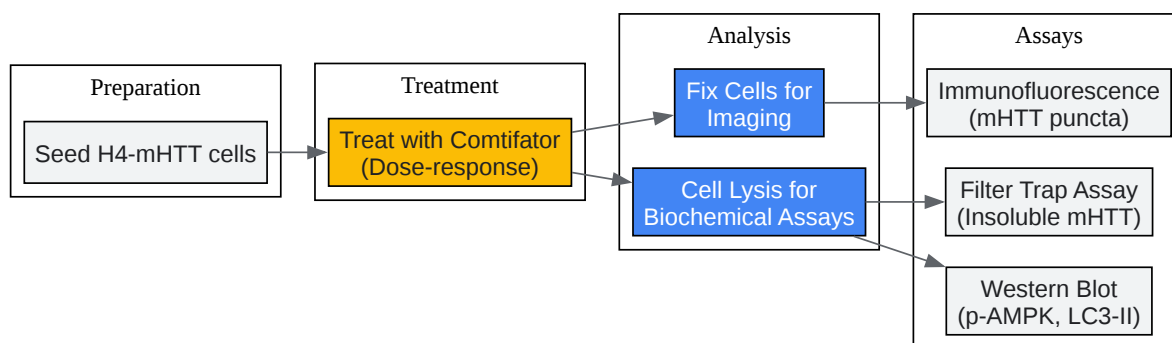 Preparation
Seed H4-mHTT cells
Treatment
Treat with Comtifator
(Dose-response)
Analysis
Fix Cells for
Imaging
Cell Lysis for
Biochemical Assays
Assays
Immunofluorescence
(mHTT puncta)
Filter Trap Assay
(Insoluble mHTT)
Western Blot
(p-AMPK, LC3-II)